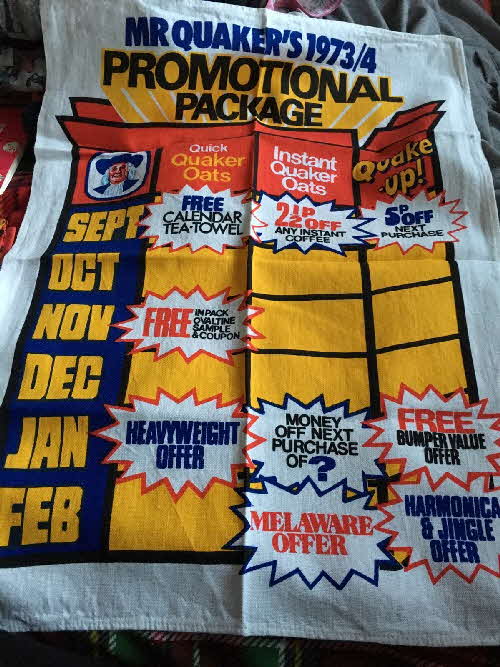 MR QUAKER'S 1973/4
PROMOTIONAL
PACKAGE
Quick
Quaker
Oats
Instant
Quaker
Oats
Quake
up!
SEPT
FREE
CALENDAR
TEA-TOWEL
2½P
OFF
ANY INSTANT
COFFEE
5P
OFF
NEXT
PURCHASE
OCT
NOV
FREE
IN PACK
OVALTINE
SAMPLE
& COUPON
DEC
JAN
HEAVYWEIGHT
OFFER
MONEY
OFF NEXT
PURCHASE
OF ?
FREE
BUMPER VALUE
OFFER
FEB
MELAWARE
OFFER
HARMONICA
& JINGLE
OFFER